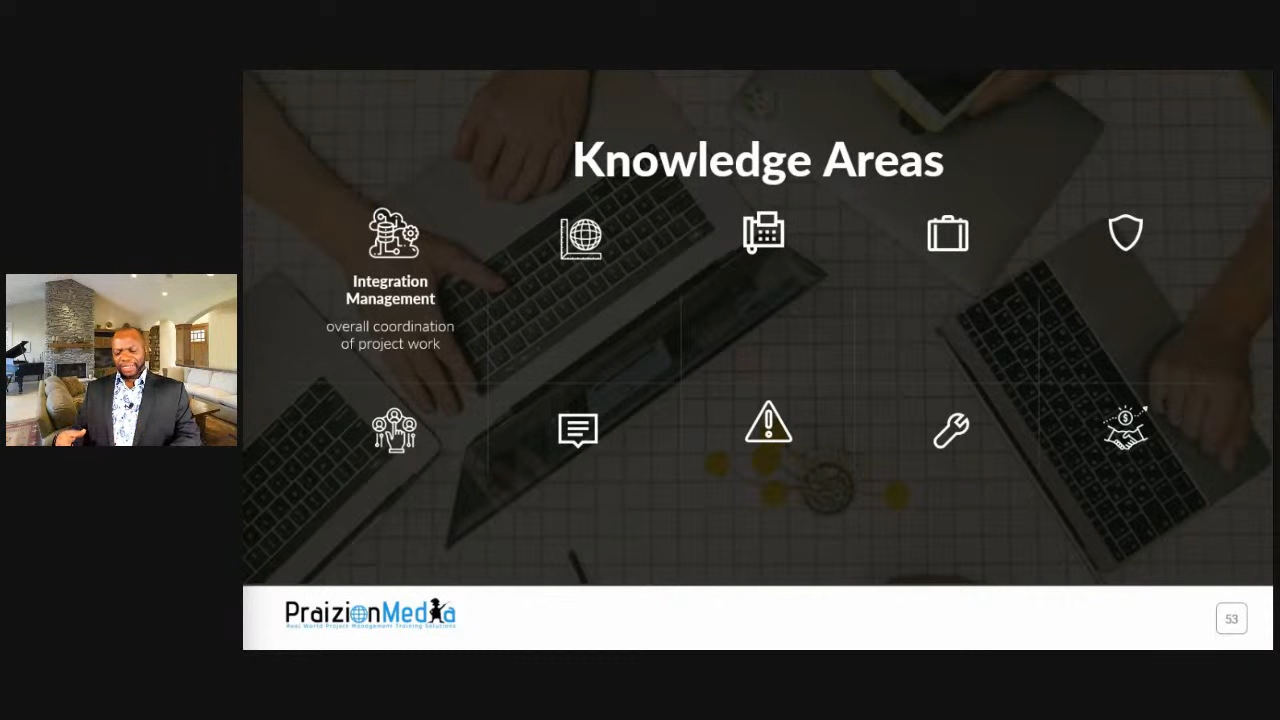 Knowledge Areas
Integration
Management
overall coordination
of project work
PraizionMedia
Real World Project Management Training Solutions
53